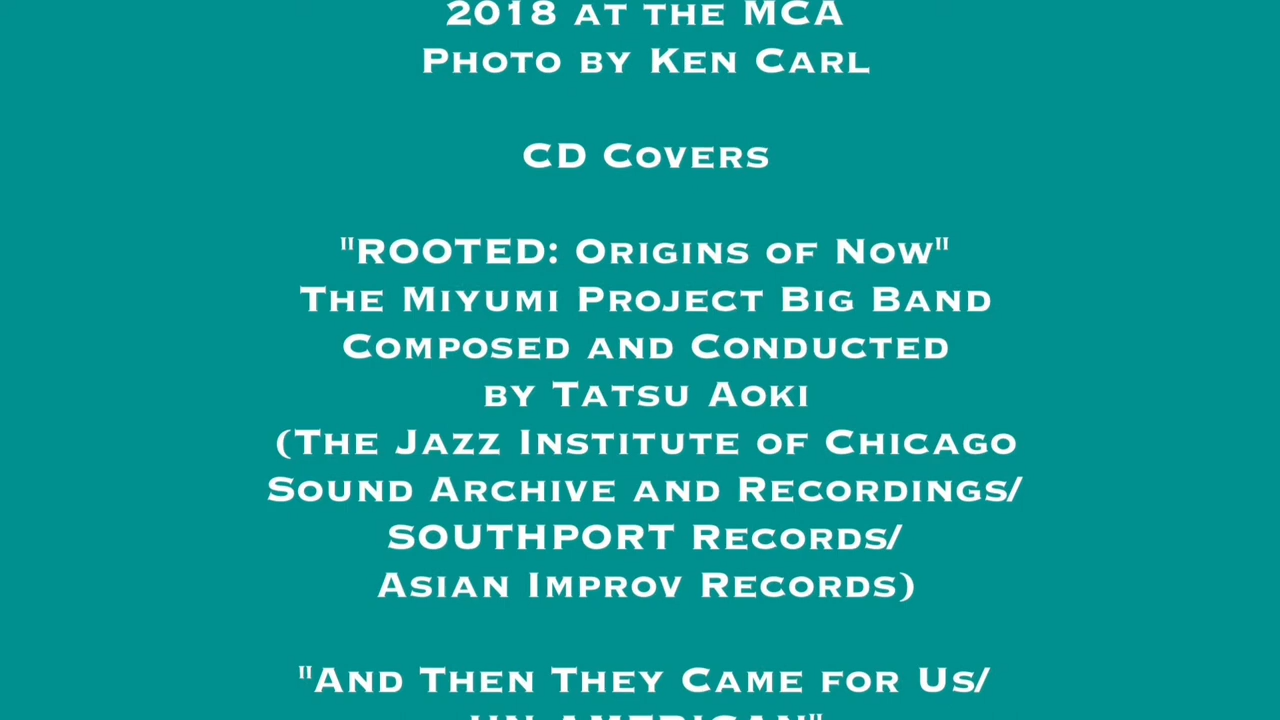 2018 at the MCA
Photo by Ken Carl
CD Covers
"ROOTED: Origins of Now"
The Miyumi Project Big Band
Composed and Conducted
by Tatsu Aoki
(The Jazz Institute of Chicago
Sound Archive and Recordings/
SOUTHPORT Records/
Asian Improv Records)
"And Then They Came for Us/
UN-AMERICAN"